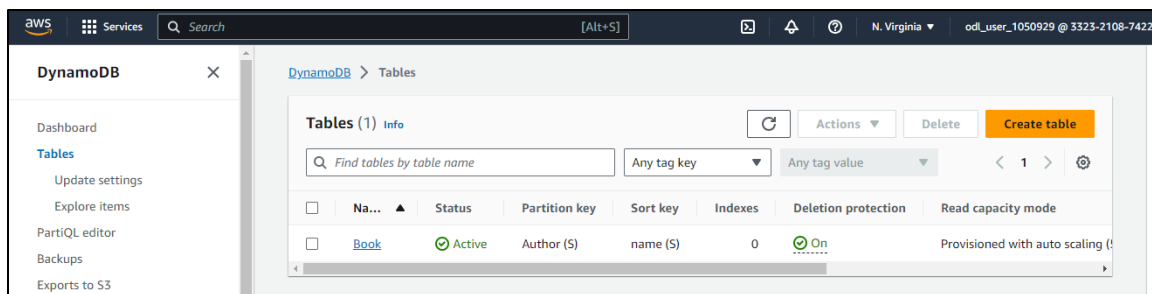 aws Services Search [Alt+S] N. Virginia ▼ odl_user_1050929 @ 3323-2108-7422
DynamoDB
Dashboard
Tables
Update settings
Explore items
PartiQL editor
Backups
Exports to S3
DynamoDB > Tables
Tables (1) Info
Actions ▼ Delete Create table
Find tables by table name Any tag key ▼ Any tag value ▼ < 1 >
Na... ▲ Status Partition key Sort key Indexes Deletion protection Read capacity mode
Book Active Author (S) name (S) 0 On Provisioned with auto scaling (